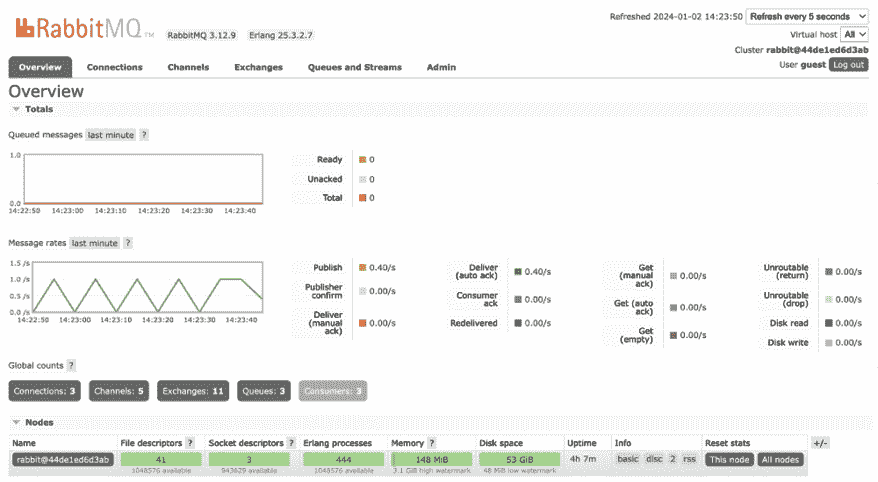 RabbitMQ TM RabbitMQ 3.12.9 Erlang 25.3.2.7
Refreshed 2024-01-02 14:23:50 Refresh every 5 seconds
Virtual host All
Cluster rabbit@44de1ed6d3ab
User guest Log out
Overview Connections Channels Exchanges Queues and Streams Admin
Overview
Totals
Queued messages last minute ?
1.0
0.0
14:22:50 14:23:00 14:23:10 14:23:20 14:23:30 14:23:40
Ready 0
Unacked 0
Total 0
Message rates last minute ?
1.5 /s
1.0 /s
0.5 /s
0.0 /s
14:22:50 14:23:00 14:23:10 14:23:20 14:23:30 14:23:40
Publish 0.40/s
Publisher confirm 0.00/s
Deliver (manual ack) 0.00/s
Deliver (auto ack) 0.40/s
Consumer ack 0.00/s
Redelivered 0.00/s
Get (manual ack) 0.00/s
Get (auto ack) 0.00/s
Get (empty) 0.00/s
Unroutable (return) 0.00/s
Unroutable (drop) 0.00/s
Disk read 0.00/s
Disk write 0.00/s
Global counts ?
Connections: 3 Channels: 5 Exchanges: 11 Queues: 3 Consumers: 3
Nodes
Name File descriptors ? Socket descriptors ? Erlang processes Memory ? Disk space Uptime Info Reset stats +/-
rabbit@44de1ed6d3ab 41 3 444 148 MiB 53 GiB 4h 7m basic disc 2 rss This node All nodes
1048576 available 943629 available 1048576 available 3.1 GiB high watermark 48 MiB low watermark